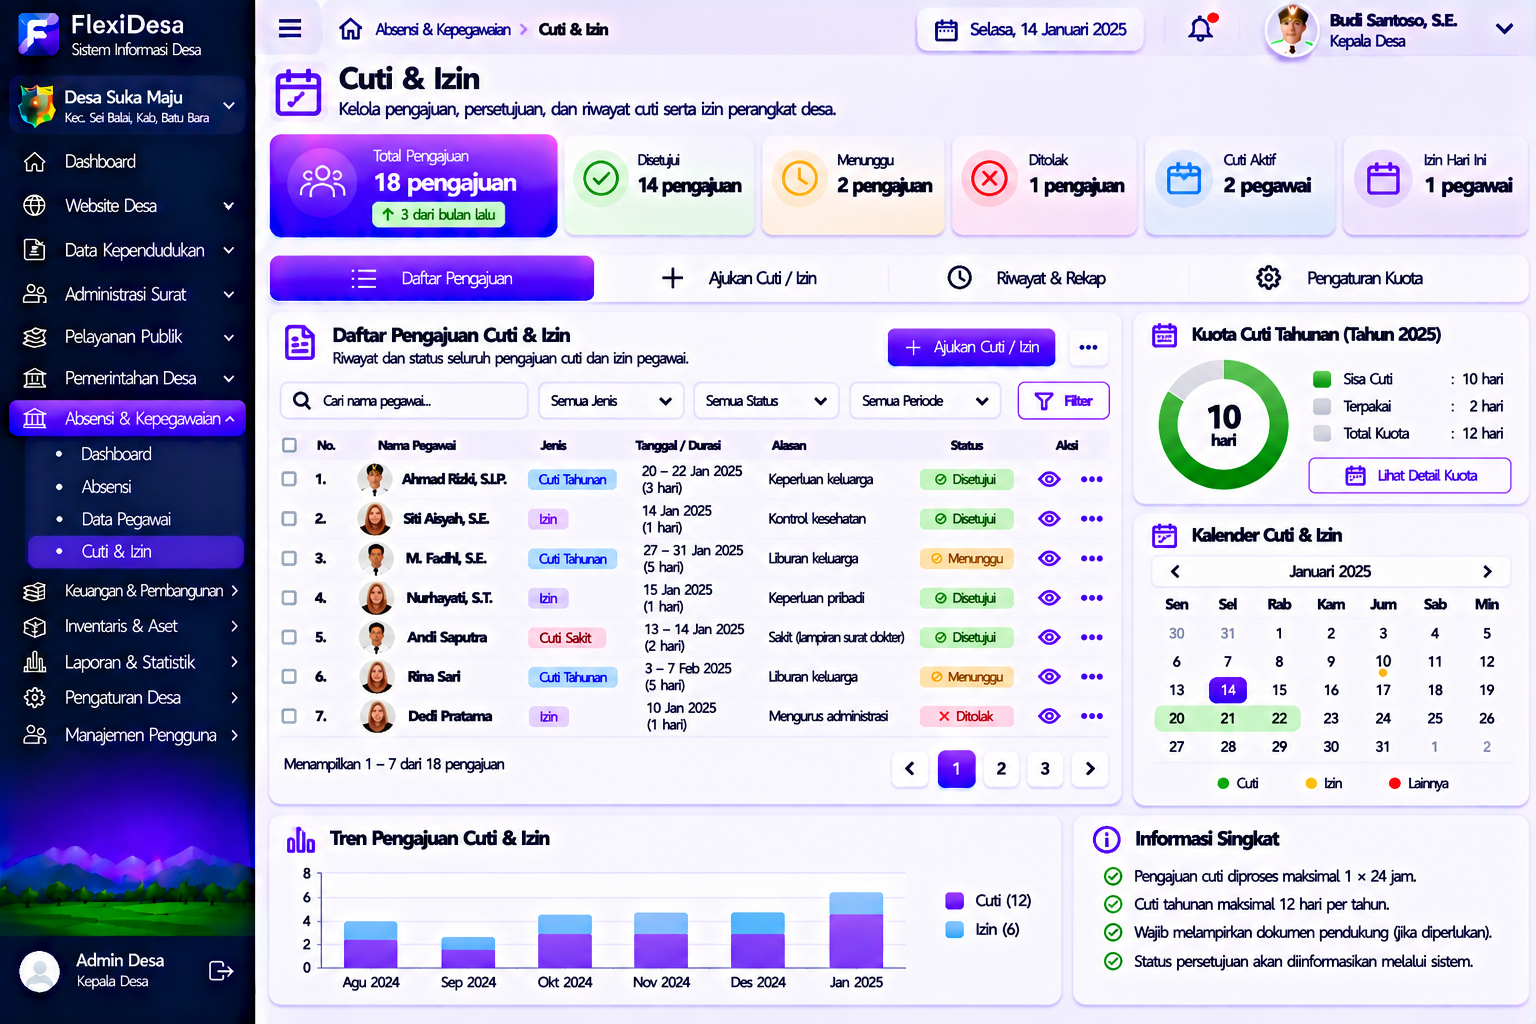 FlexiDesa
Sistem Informasi Desa
Desa Suka Maju
Kec. Sei Balai, Kab, Batu Bara
Dashboard
Website Desa
Data Kependudukan
Administrasi Surat
Pelayanan Publik
Pemerintahan Desa
Absensi & Kepegawaian
Dashboard
Absensi
Data Pegawai
Cuti & Izin
Keuangan & Pembangunan
Inventaris & Aset
Laporan & Statistik
Pengaturan Desa
Manajemen Pengguna
Admin Desa
Kepala Desa
Absensi & Kepegawaian > Cuti & Izin
Selasa, 14 Januari 2025
Budi Santoso, S.E.
Kepala Desa
Cuti & Izin
Kelola pengajuan, persetujuan, dan riwayat cuti serta izin perangkat desa.
Total Pengajuan
18 pengajuan
↑ 3 dari bulan lalu
Disetujui
14 pengajuan
Menunggu
2 pengajuan
Ditolak
1 pengajuan
Cuti Aktif
2 pegawai
Izin Hari Ini
1 pegawai
Daftar Pengajuan
+ Ajukan Cuti / Izin
Riwayat & Rekap
Pengaturan Kuota
Daftar Pengajuan Cuti & Izin
Riwayat dan status seluruh pengajuan cuti dan izin pegawai.
+ Ajukan Cuti / Izin
Cari nama pegawai...
Semua Jenis
Semua Status
Semua Periode
Filter
No. Nama Pegawai Jenis Tanggal / Durasi Alasan Status Aksi
1. Ahmad Rizki, S.I.P. Cuti Tahunan 20 – 22 Jan 2025 (3 hari) Keperluan keluarga Disetujui
2. Siti Aisyah, S.E. Izin 14 Jan 2025 (1 hari) Kontrol kesehatan Disetujui
3. M. Fadhl, S.E. Cuti Tahunan 27 – 31 Jan 2025 (5 hari) Liburan keluarga Menunggu
4. Nurhayati, S.T. Izin 15 Jan 2025 (1 hari) Keperluan pribadi Disetujui
5. Andi Saputra Cuti Sakit 13 – 14 Jan 2025 (2 hari) Sakit (lampiran surat dokter) Disetujui
6. Rina Sari Cuti Tahunan 3 – 7 Feb 2025 (5 hari) Liburan keluarga Menunggu
7. Dedi Pratama Izin 10 Jan 2025 (1 hari) Mengurus administrasi Ditolak
Menampilkan 1 – 7 dari 18 pengajuan
1 2 3
Kuota Cuti Tahunan (Tahun 2025)
10
hari
Sisa Cuti : 10 hari
Terpakai : 2 hari
Total Kuota : 12 hari
Lihat Detail Kuota
Kalender Cuti & Izin
Januari 2025
Sen Sel Rab Kam Jum Sab Min
30 31 1 2 3 4 5
6 7 8 9 10 11 12
13 14 15 16 17 18 19
20 21 22 23 24 25 26
27 28 29 30 31 1 2
Cuti Izin Lainnya
Tren Pengajuan Cuti & Izin
8
6
4
2
0
Agu 2024 Sep 2024 Okt 2024 Nov 2024 Des 2024 Jan 2025
Cuti (12)
Izin (6)
Informasi Singkat
Pengajuan cuti diproses maksimal 1 × 24 jam.
Cuti tahunan maksimal 12 hari per tahun.
Wajib melampirkan dokumen pendukung (jika diperlukan).
Status persetujuan akan diinformasikan melalui sistem.